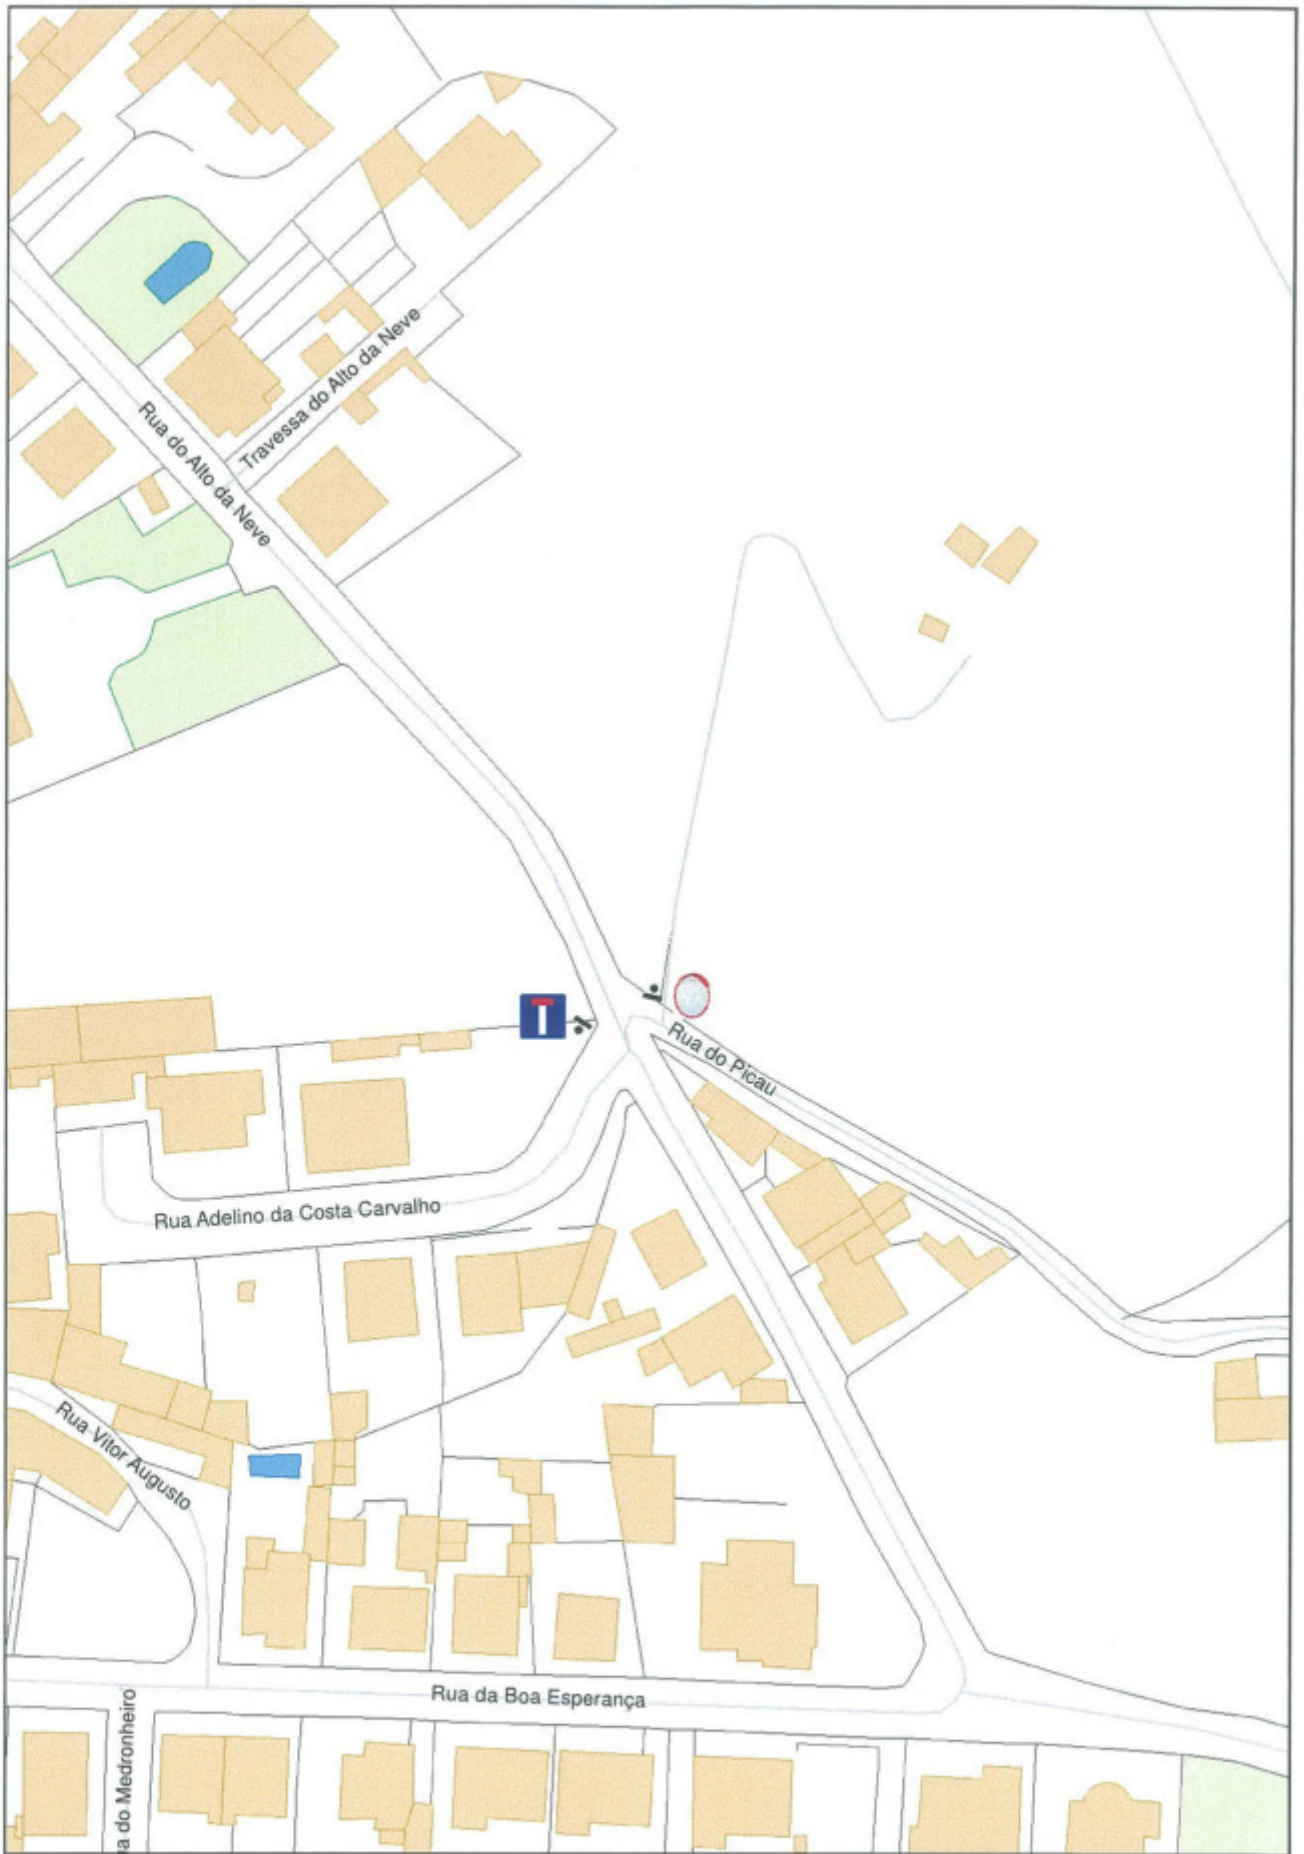 Travessa do Alto da Neve
Rua do Alto da Neve
Rua do Picau
Rua Adelino da Costa Carvalho
Rua Vitor Augusto
Rua da Boa Esperança
do Medronheiro